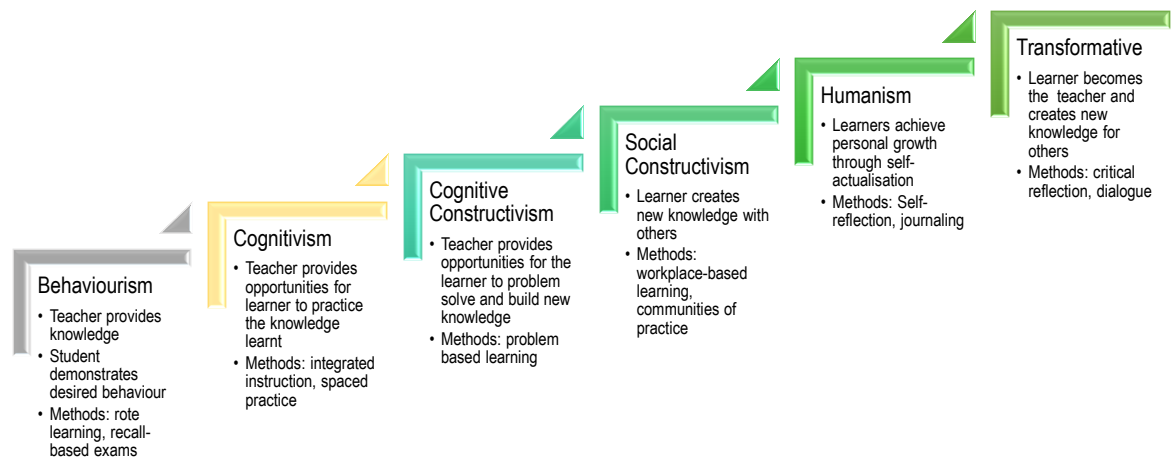 Behaviourism
• Teacher provides
knowledge
• Student
demonstrates
desired behaviour
• Methods: rote
learning, recall-
based exams
Cognitivism
• Teacher provides
opportunities for
learner to practice
the knowledge
learnt
• Methods: integrated
instruction, spaced
practice
Cognitive
Constructivism
• Teacher provides
opportunities for the
learner to problem
solve and build new
knowledge
• Methods: problem
based learning
Social
Constructivism
• Learner creates
new knowledge with
others
• Methods:
workplace-based
learning,
communities of
practice
Humanism
• Learners achieve
personal growth
through self-
actualisation
• Methods: Self-
reflection, journaling
Transformative
• Learner becomes
the teacher and
creates new
knowledge for
others
• Methods: critical
reflection, dialogue